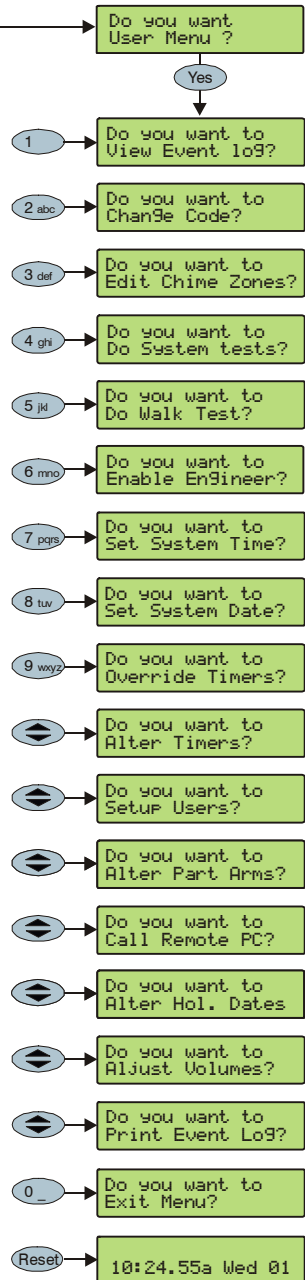 Do you want
User Menu ?
Yes
1
Do you want to
View Event log?
2 abc
Do you want to
Change Code?
3 def
Do you want to
Edit Chime Zones?
4 ghi
Do you want to
Do System tests?
5 jkl
Do you want to
Do Walk Test?
6 mno
Do you want to
Enable Engineer?
7 pqrs
Do you want to
Set System Time?
8 tuv
Do you want to
Set System Date?
9 wxyz
Do you want to
Override Timers?
Do you want to
Alter Timers?
Do you want to
Setup Users?
Do you want to
Alter Part Arms?
Do you want to
Call Remote PC?
Do you want to
Alter Hol. Dates
Do you want to
Aljust Volumes?
Do you want to
Print Event Log?
0 _
Do you want to
Exit Menu?
Reset
10:24.55a Wed 01